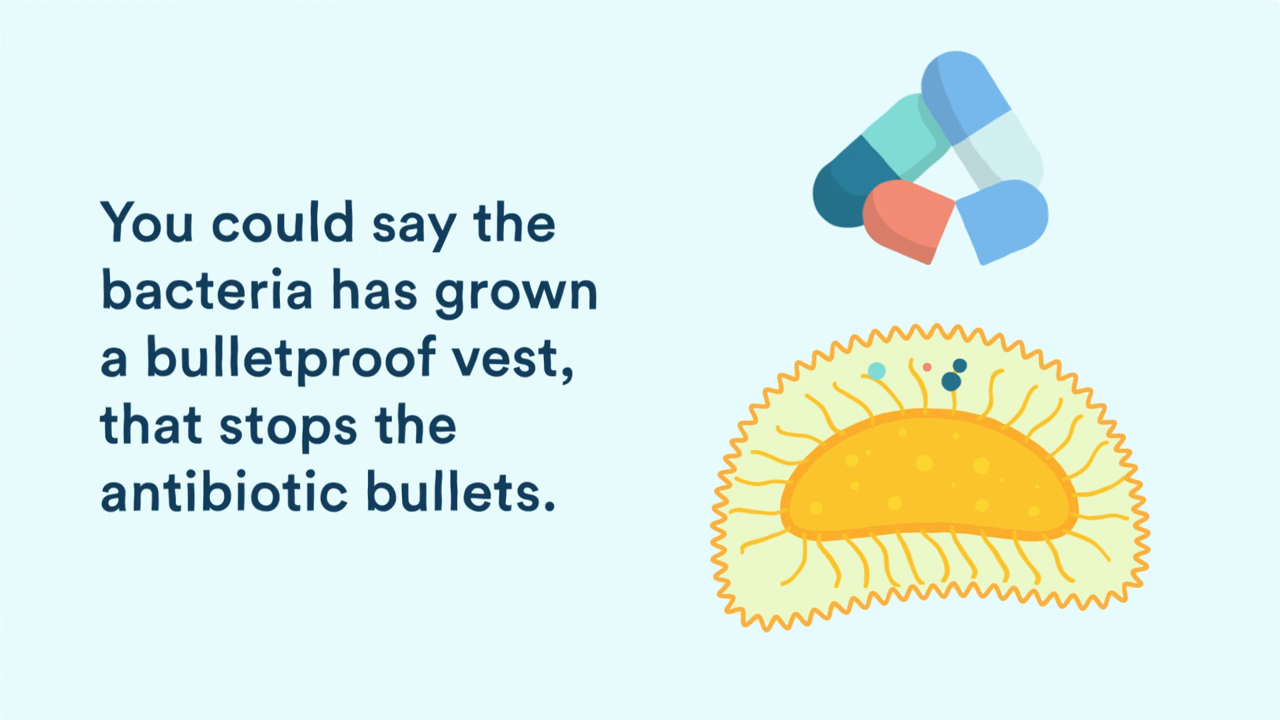 You could say the
bacteria has grown
a bulletproof vest,
that stops the
antibiotic bullets.